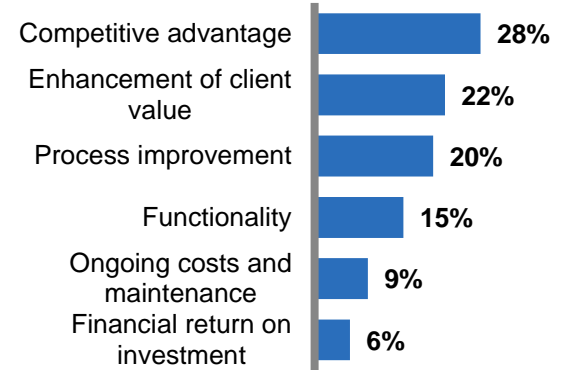 Competitive advantage 28%
Enhancement of client
value 22%
Process improvement 20%
Functionality 15%
Ongoing costs and
maintenance 9%
Financial return on
investment 6%